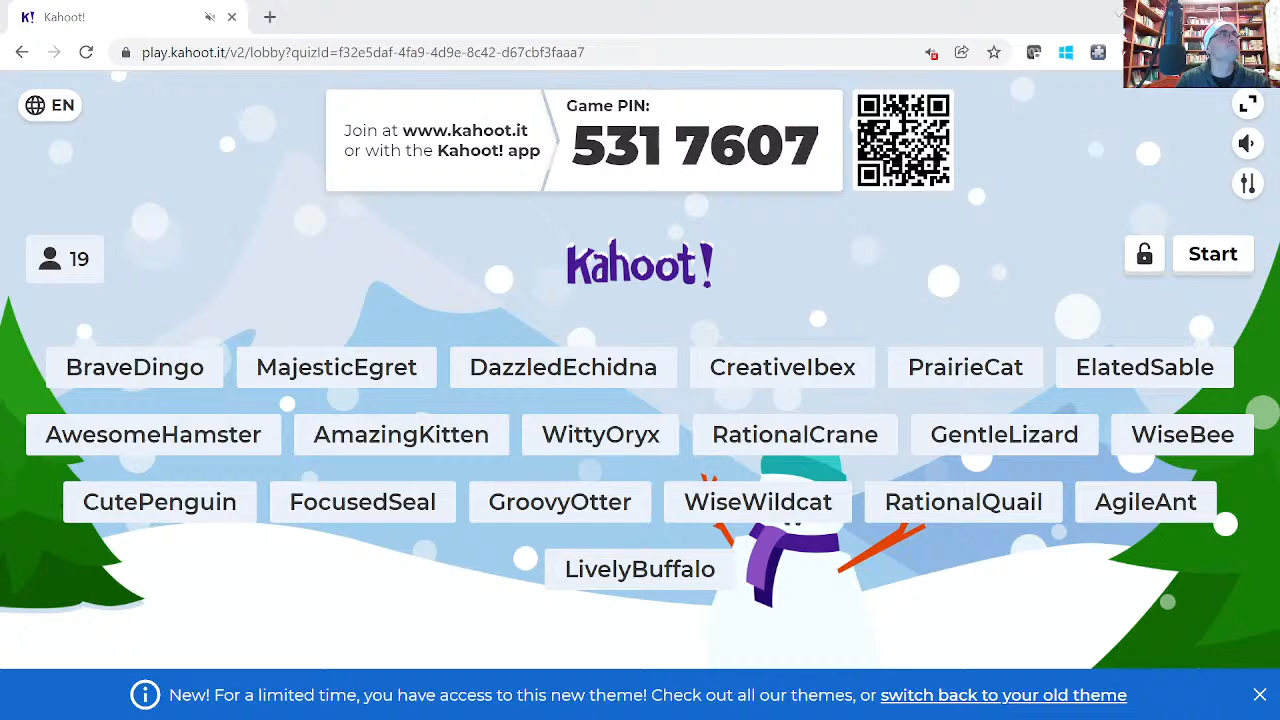 Kahoot!
play.kahoot.it/v2/lobby?quizId=f32e5daf-4fa9-4d9e-8c42-d67cbf3faaa7
EN
Join at www.kahoot.it
or with the Kahoot! app
Game PIN:
531 7607
19
Kahoot!
Start
BraveDingo MajesticEgret DazzledEchidna CreativeIbex PrairieCat ElatedSable
AwesomeHamster AmazingKitten WittyOryx RationalCrane GentleLizard WiseBee
CutePenguin FocusedSeal GroovyOtter WiseWildcat RationalQuail AgileAnt
LivelyBuffalo
New! For a limited time, you have access to this new theme! Check out all our themes, or switch back to your old theme